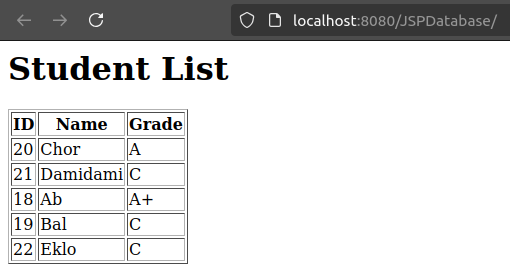 localhost:8080/JSPDatabase/
Student List
ID Name Grade
20 Chor A
21 Damidami C
18 Ab A+
19 Bal C
22 Eklo C